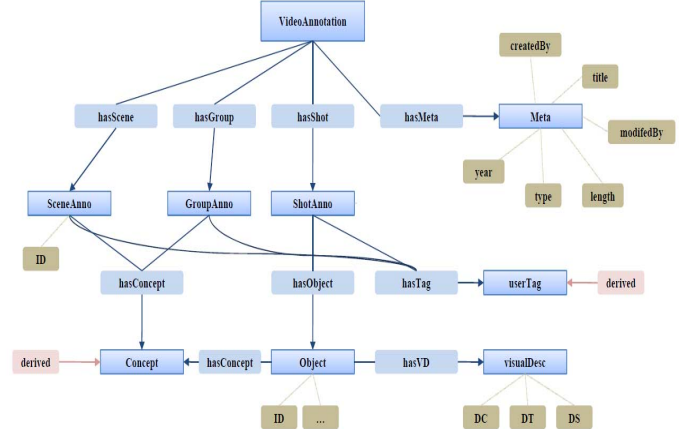 VideoAnnotation
createdBy
title
hasScene
hasGroup
hasShot
hasMeta
Meta
modifedBy
year
type
length
SceneAnno
GroupAnno
ShotAnno
ID
hasConcept
hasObject
hasTag
userTag
derived
derived
Concept
hasConcept
Object
hasVD
visualDesc
ID
...
DC
DT
DS